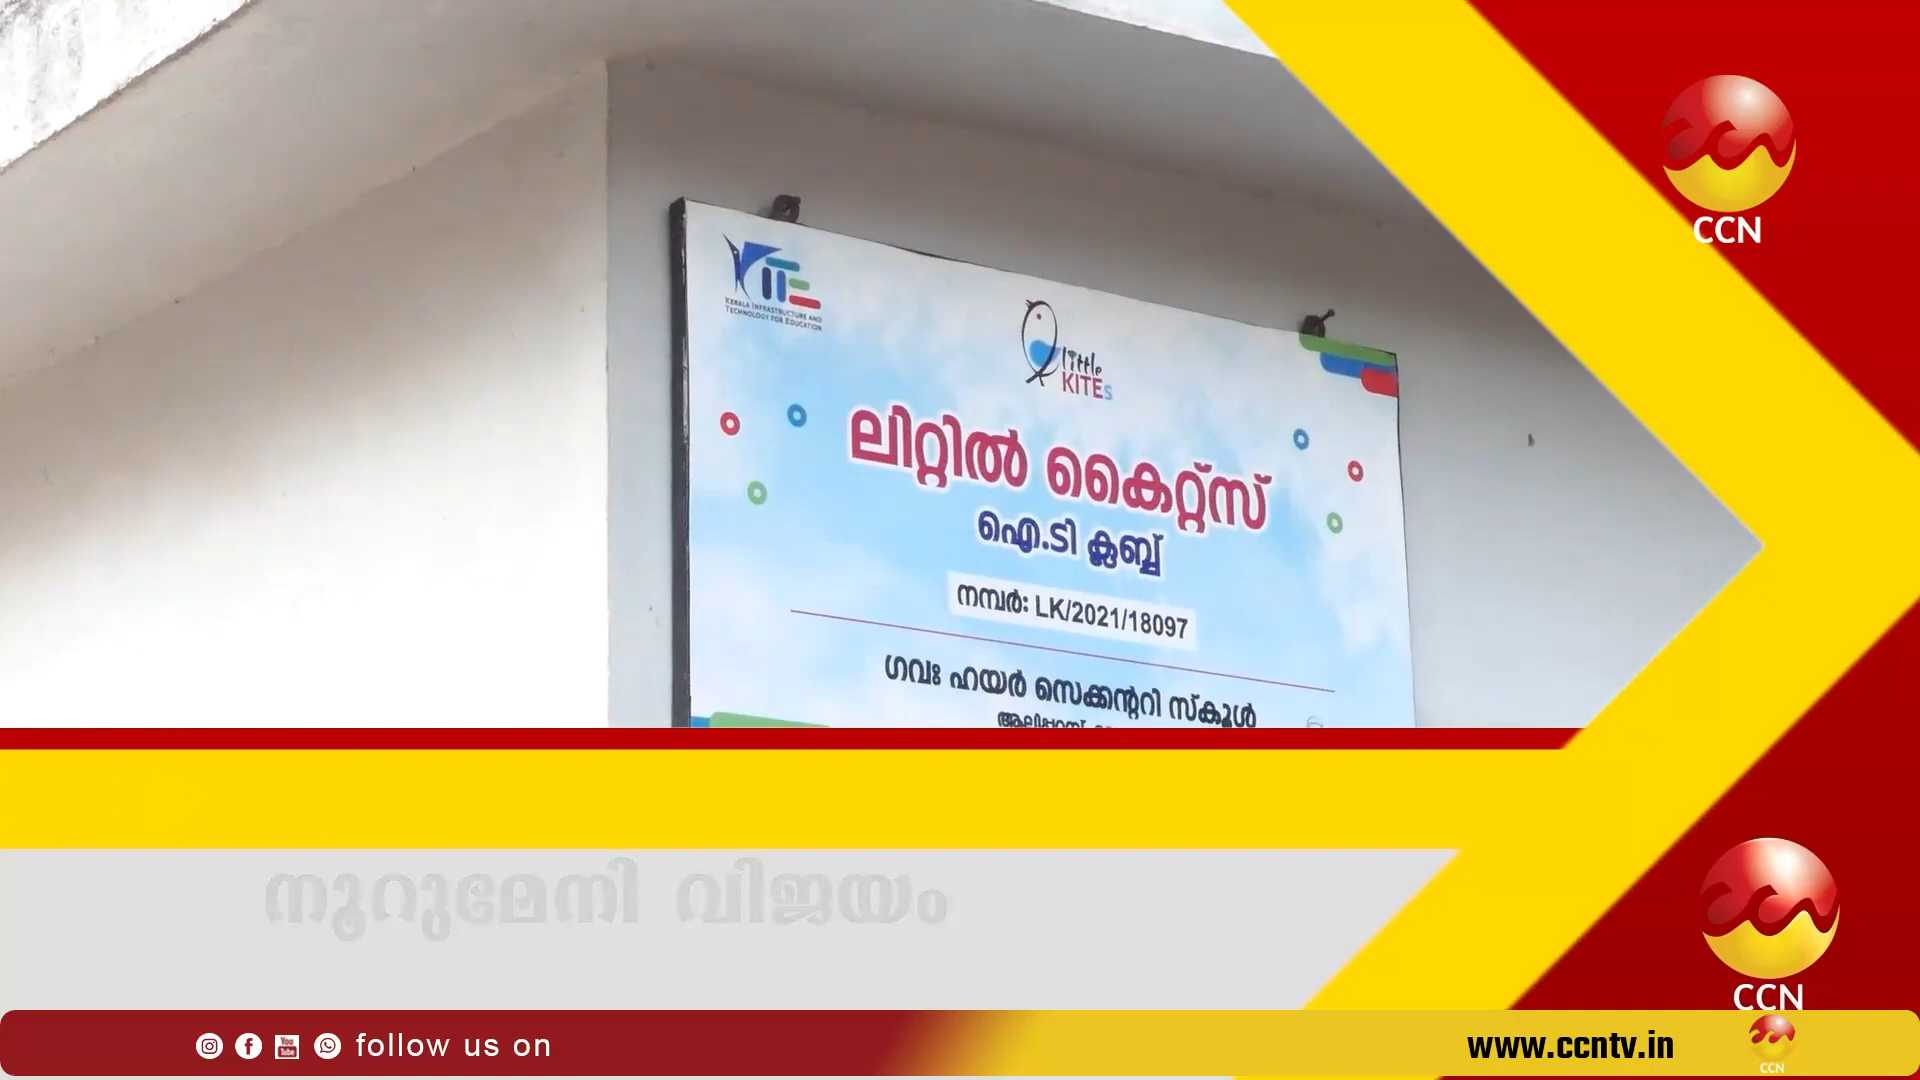 CCN
KITE
KERALA INFRASTRUCTURE AND
TECHNOLOGY FOR EDUCATION
little
KITEs
ലിറ്റിൽ കൈറ്റ്സ്
ഐ.ടി ക്ലബ്ബ്
നമ്പർ: LK/2021/18097
ഗവഃ ഹയർ സെക്കന്ററി സ്കൂൾ
നൂറുമേനി വിജയം
CCN
follow us on
www.ccntv.in
CCN